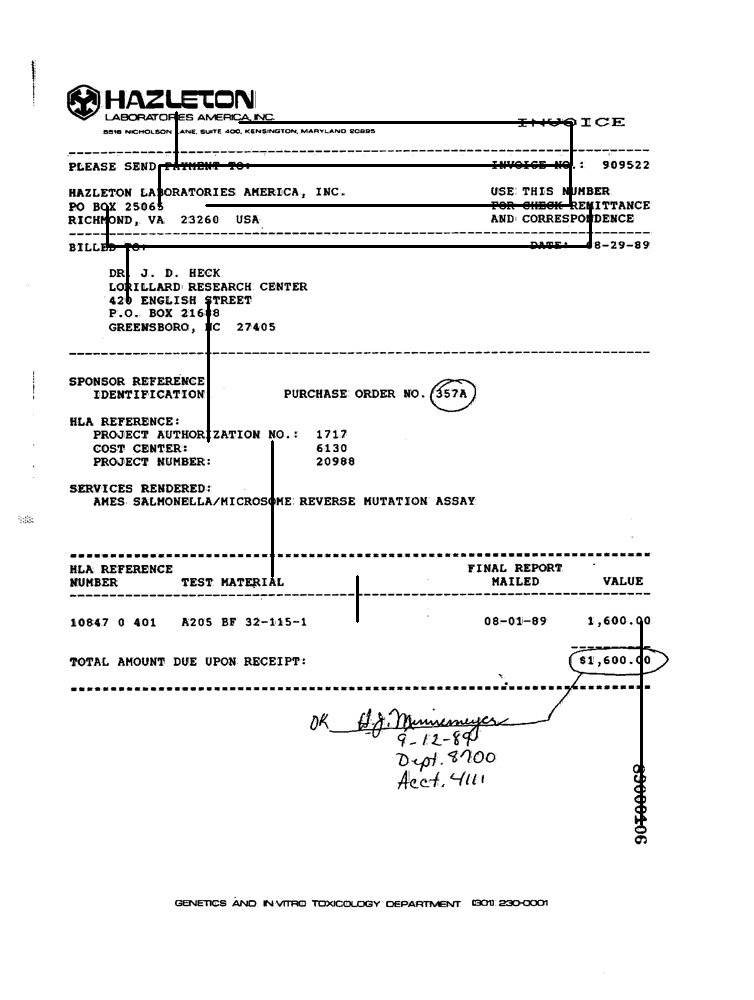 HAZLETON
LABORATORIES AMERICA, INC.
5516 NICHOLSON LANE, SUITE 400, KENSINGTON, MARYLAND 20895
INVOICE
PLEASE SEND PAYMENT TO: INVOICE NO.: 909522
HAZLETON LABORATORIES AMERICA, INC. USE THIS NUMBER
PO BOX 25065 FOR CHECK REMITTANCE
RICHMOND, VA 23260 USA AND CORRESPONDENCE
BILLED TO: DATE: 08-29-89
DR. J. D. HECK
LORILLARD RESEARCH CENTER
420 ENGLISH STREET
P.O. BOX 21688
GREENSBORO, NC 27405
SPONSOR REFERENCE
IDENTIFICATION PURCHASE ORDER NO. 357A
HLA REFERENCE:
PROJECT AUTHORIZATION NO.: 1717
COST CENTER: 6130
PROJECT NUMBER: 20988
SERVICES RENDERED:
AMES SALMONELLA/MICROSOME REVERSE MUTATION ASSAY
HLA REFERENCE FINAL REPORT
NUMBER TEST MATERIAL MAILED VALUE
10847 0 401 A205 BF 32-115-1 08-01-89 1,600.00
TOTAL AMOUNT DUE UPON RECEIPT: $1,600.00
OK H.J. Minnemeyer
9-12-89
Dept. 8700
Acct. 4111
GENETICS AND IN VITRO TOXICOLOGY DEPARTMENT (301) 230-0001